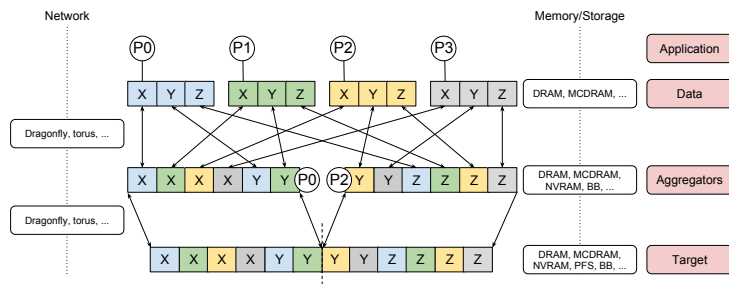 Network
Memory/Storage
P0
P1
P2
P3
Application
X Y Z
X Y Z
X Y Z
X Y Z
DRAM, MCDRAM, ...
Data
Dragonfly, torus, ...
X X X X Y Y P0
P2 Y Y Z Z Z Z
DRAM, MCDRAM,
NVRAM, BB, ...
Aggregators
Dragonfly, torus, ...
X X X X Y Y Y Y Z Z Z Z
DRAM, MCDRAM,
NVRAM, PFS, BB, ...
Target